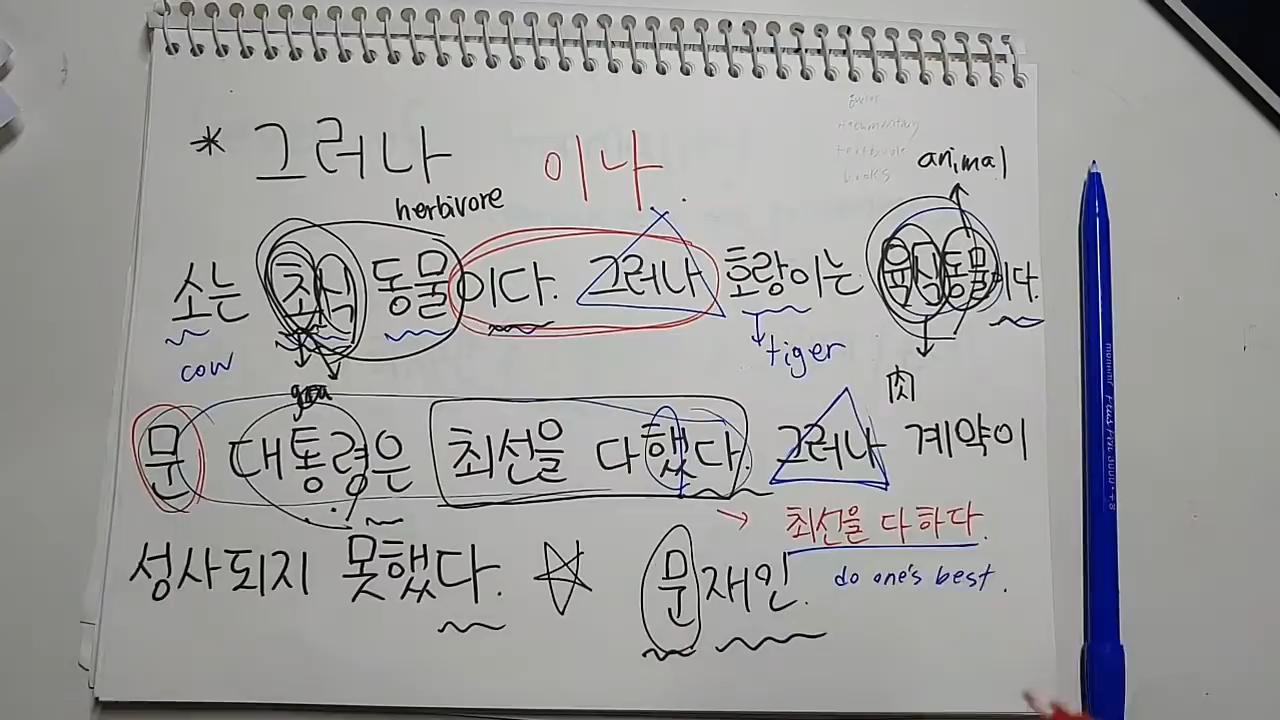 * 그러나 이나
animal
herbivore
소는 초식 동물이다. 그러나 호랑이는 육식동물이다.
cow
tiger
肉
문 대통령은 최선을 다했다. 그러나 계약이
최선을 다하다.
성사되지 못했다. ☆ 문재인.
do one's best.